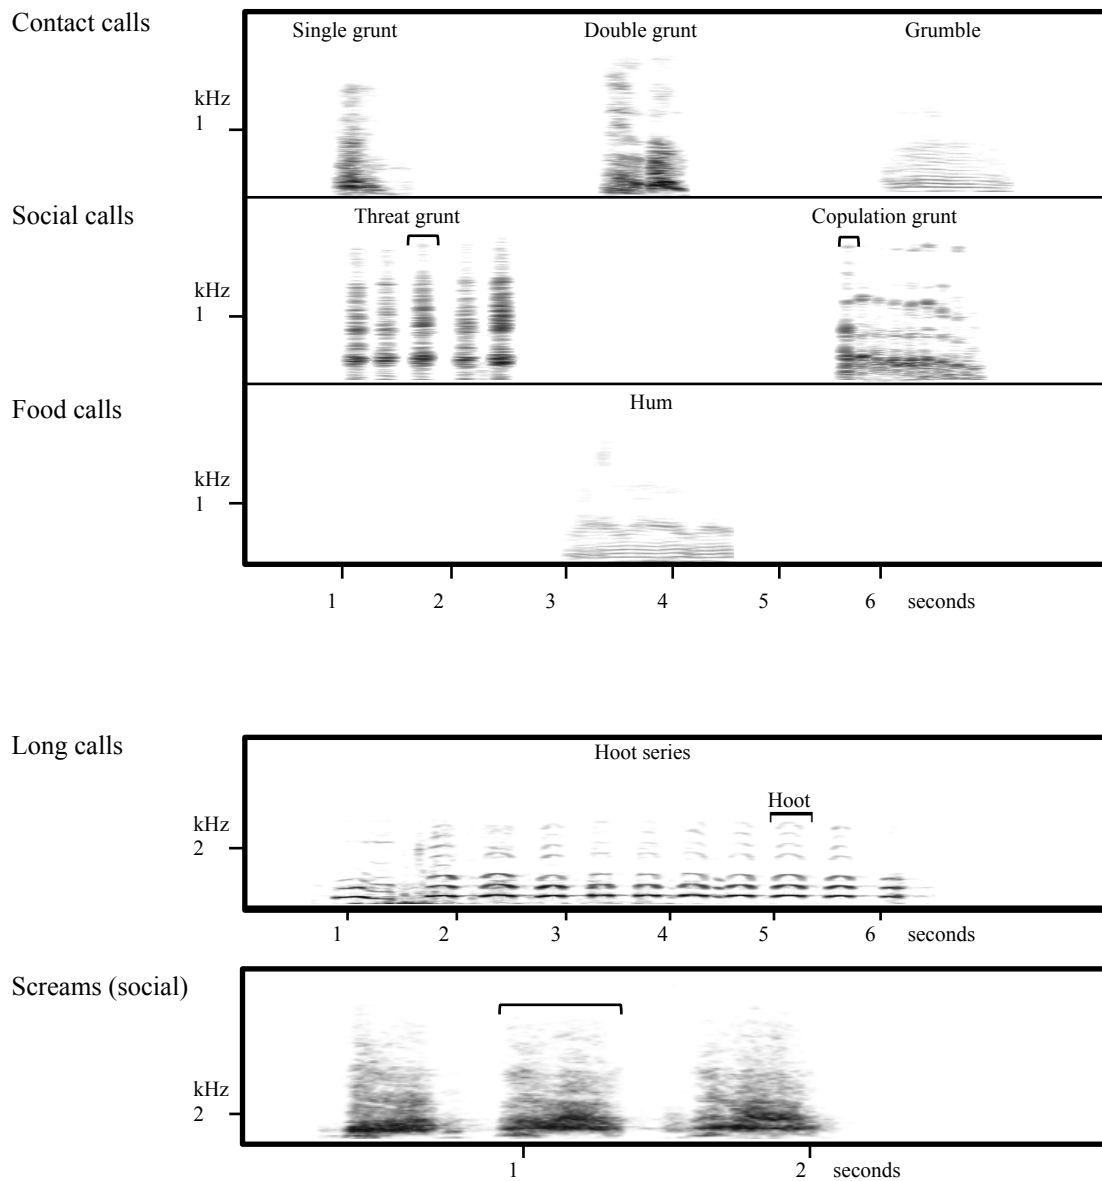 Contact calls
Single grunt Double grunt Grumble
kHz
1
Social calls
Threat grunt Copulation grunt
kHz
1
Food calls
Hum
kHz
1
1 2 3 4 5 6 seconds
Long calls
Hoot series
Hoot
kHz
2
1 2 3 4 5 6 seconds
Screams (social)
kHz
2
1 2 seconds